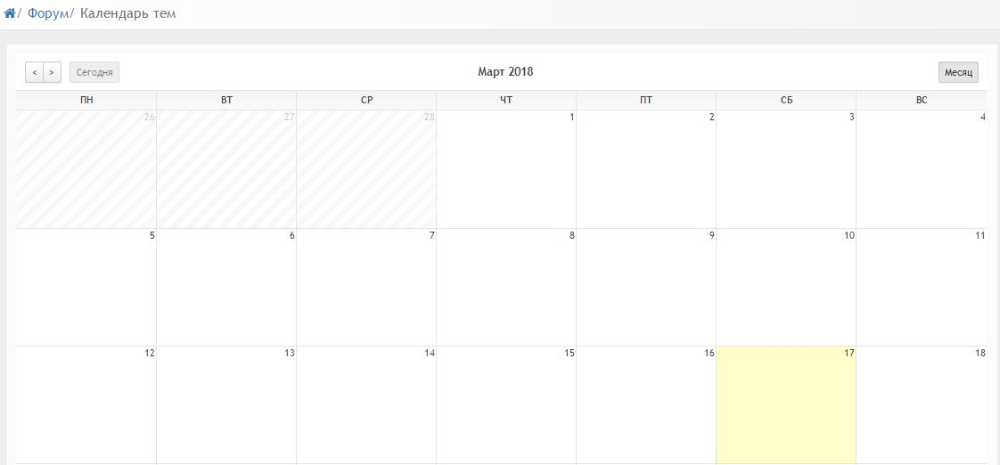 / Форум/ Календарь тем
< > Сегодня Март 2018 Месяц
ПН ВТ СР ЧТ ПТ СБ ВС
26 27 28 1 2 3 4
5 6 7 8 9 10 11
12 13 14 15 16 17 18